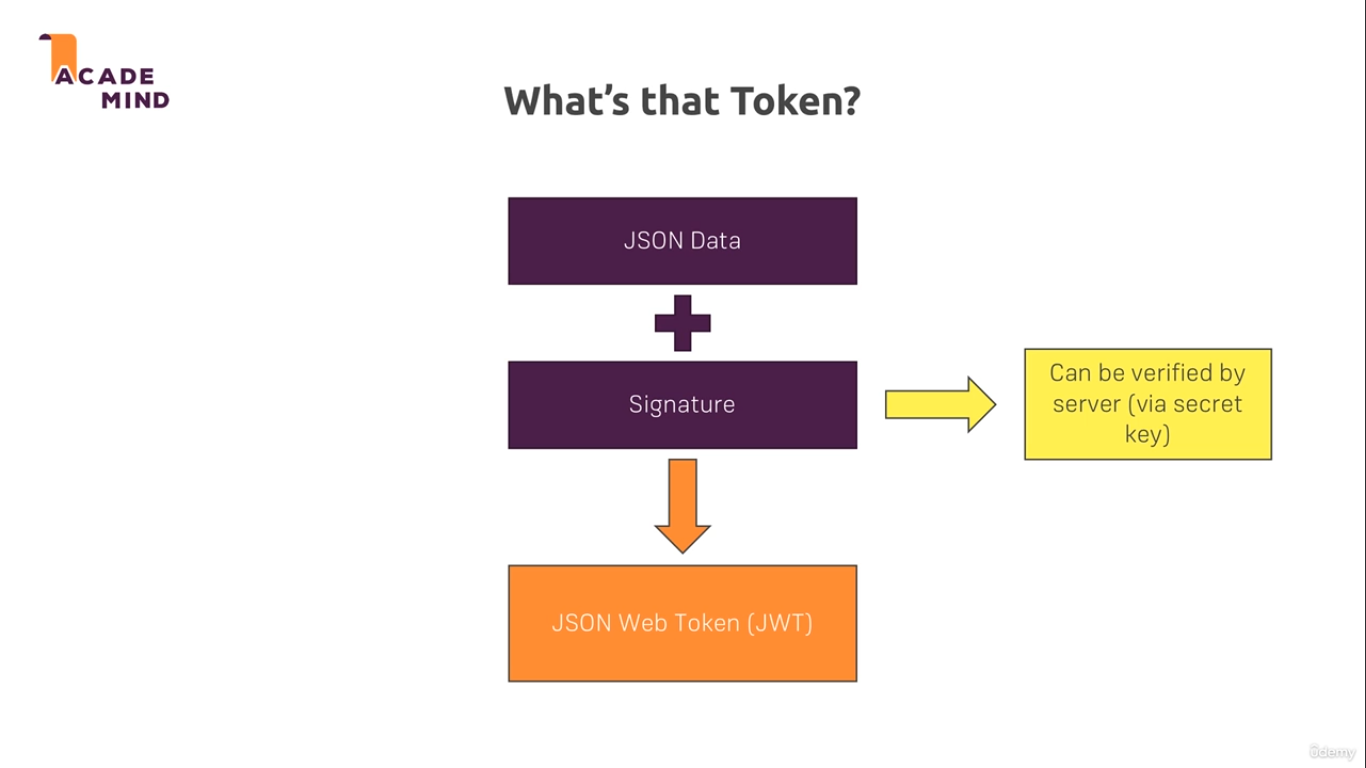 ACADE
MIND
What's that Token?
JSON Data
Signature
Can be verified by
server (via secret
key)
JSON Web Token (JWT)
ûdemy